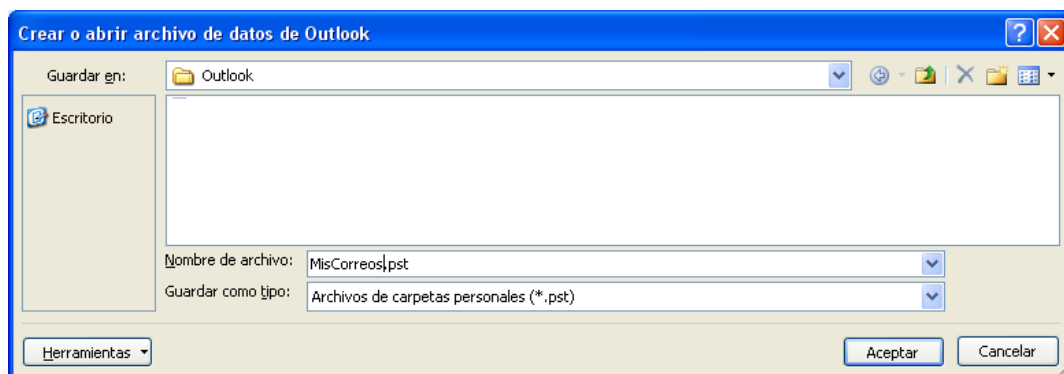 Crear o abrir archivo de datos de Outlook
Guardar en: Outlook
Escritorio
Nombre de archivo: MisCorreos.pst
Guardar como tipo: Archivos de carpetas personales (*.pst)
Herramientas Aceptar Cancelar